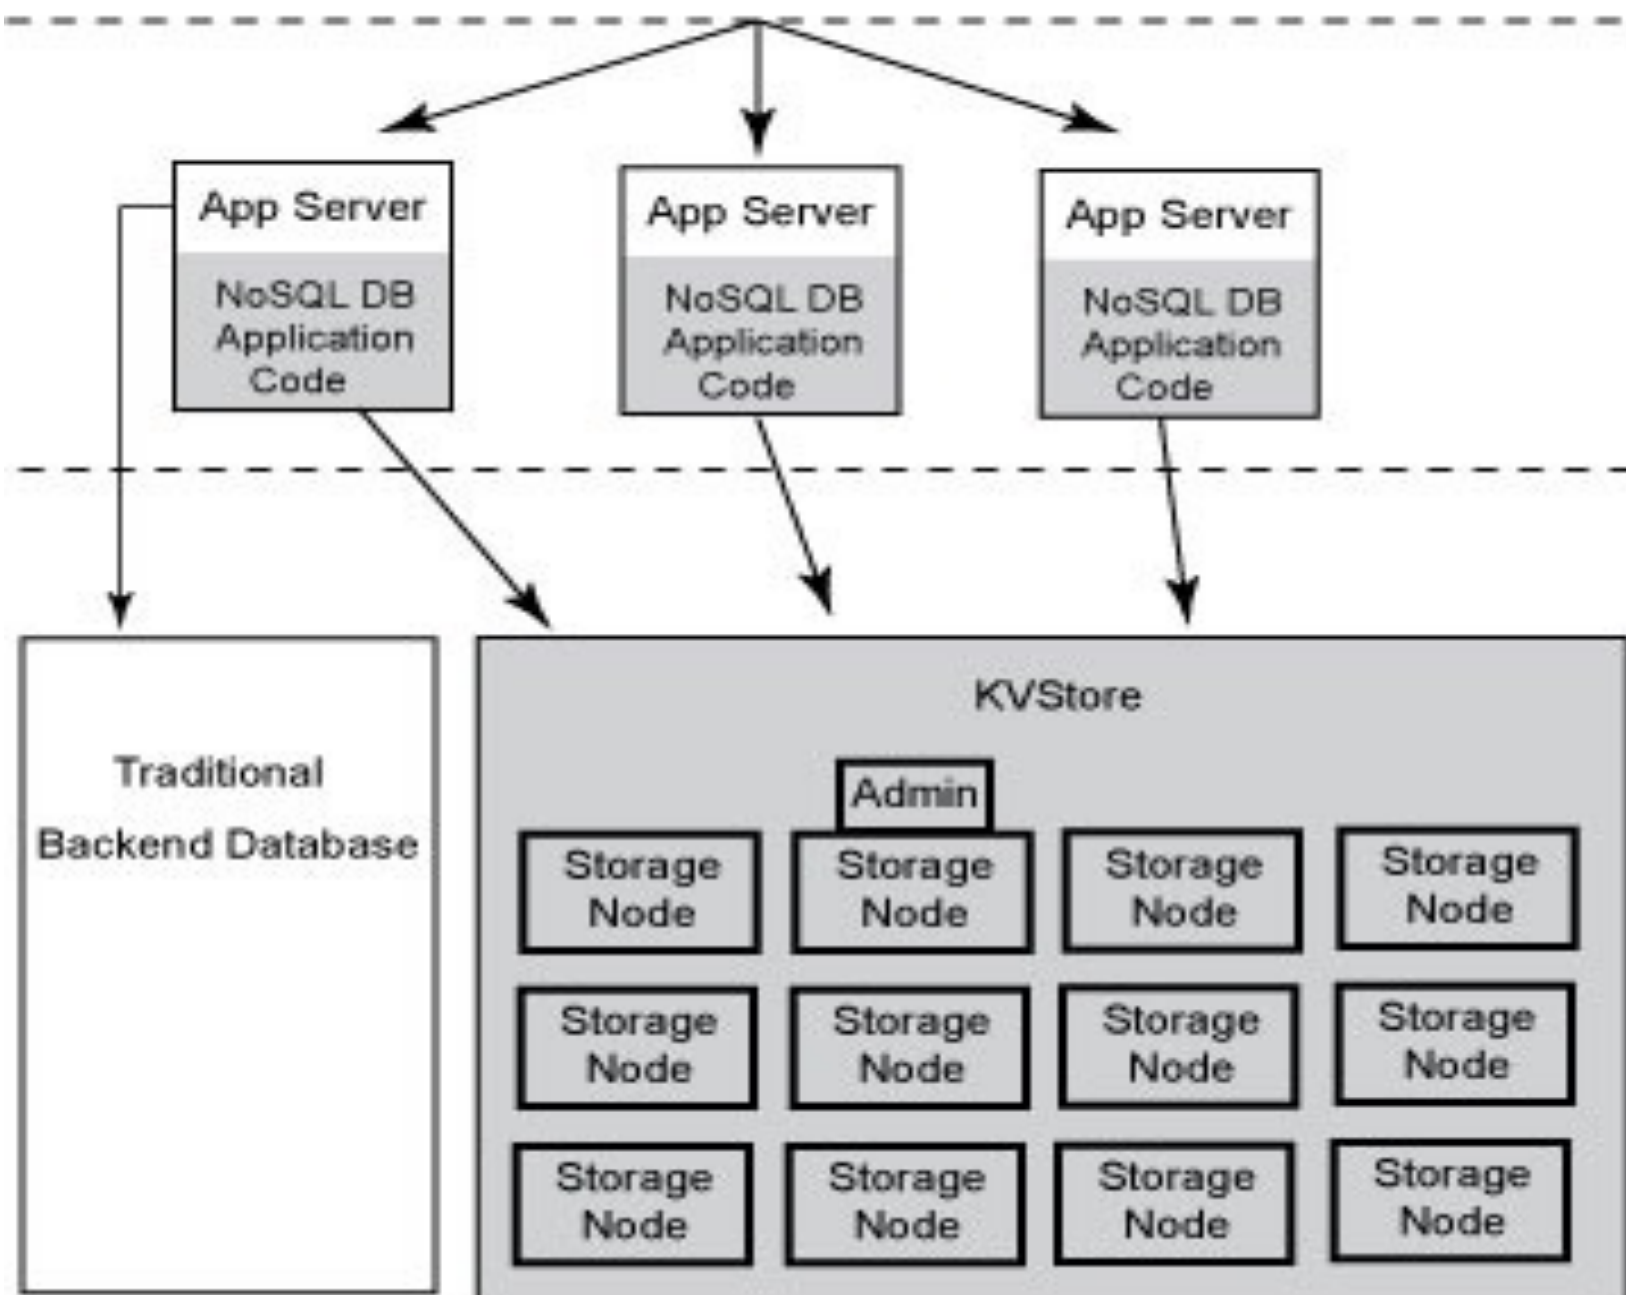 App Server
NoSQL DB
Application
Code
App Server
NoSQL DB
Application
Code
App Server
NoSQL DB
Application
Code
Traditional
Backend Database
KVStore
Admin
Storage
Node
Storage
Node
Storage
Node
Storage
Node
Storage
Node
Storage
Node
Storage
Node
Storage
Node
Storage
Node
Storage
Node
Storage
Node
Storage
Node